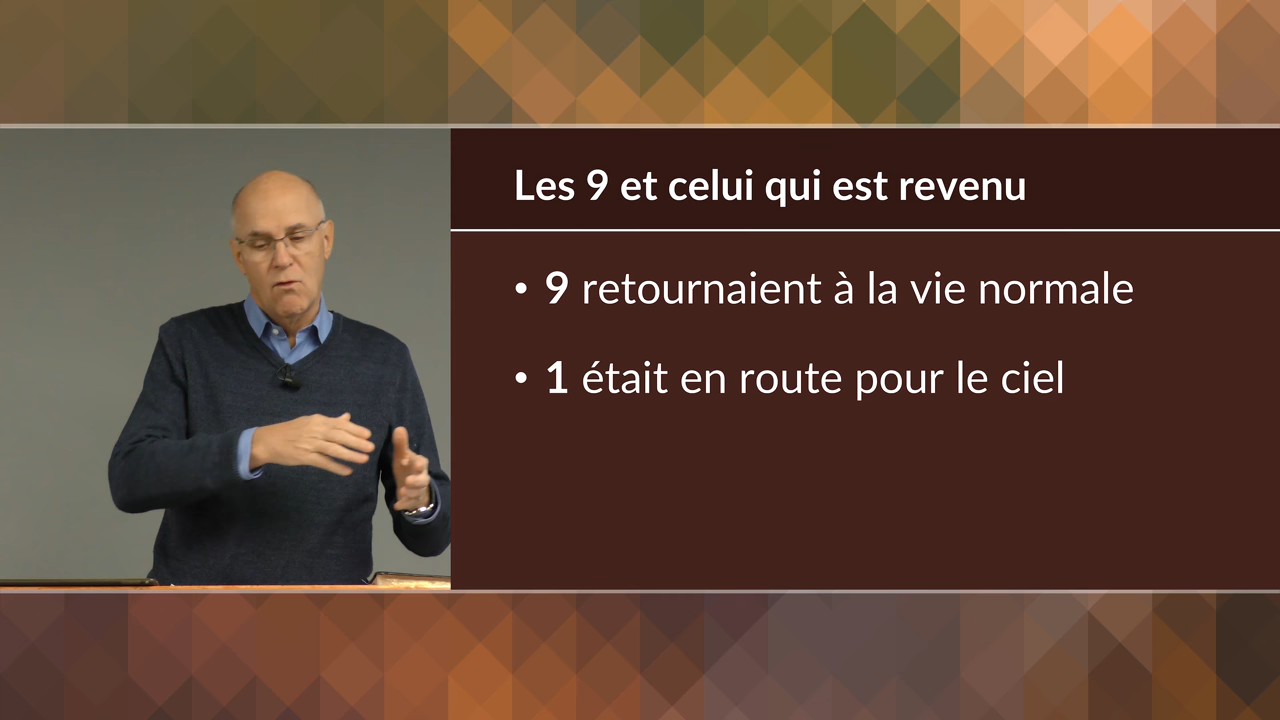 Les 9 et celui qui est revenu
• 9 retournaient à la vie normale
• 1 était en route pour le ciel